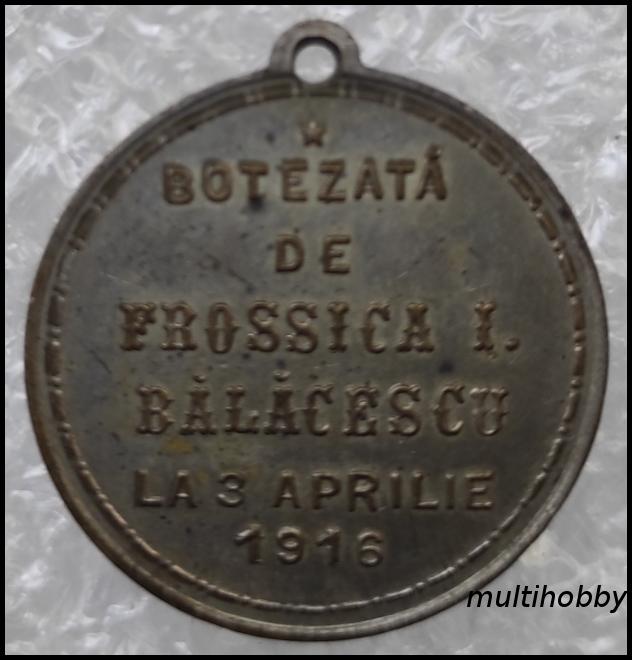 BOTEZATĂ
DE
FROSSICA I.
BĂLĂCESCU
LA 3 APRILIE
1916
multihobby